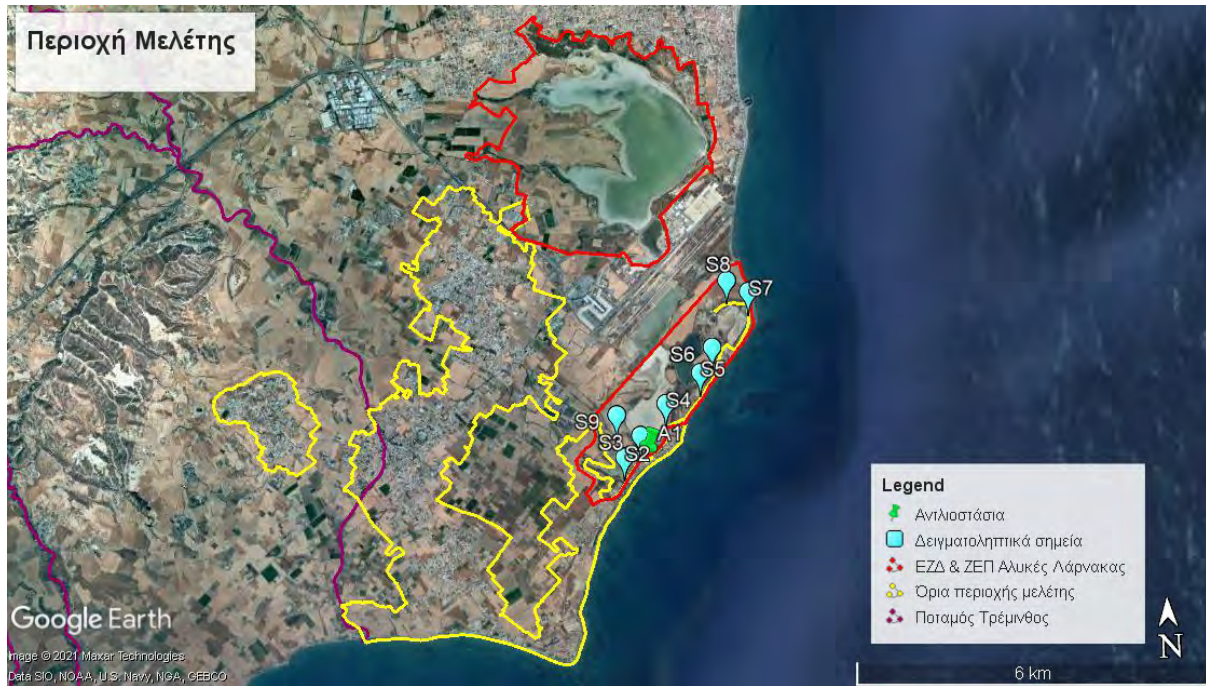 Περιοχή Μελέτης
S8
S7
S6
S5
S4
S9
S3
A1
S2
Legend
Αντλιοστάσια
Δειγματοληπτικά σημεία
ΕΖΔ & ΖΕΠ Αλυκές Λάρνακας
Όρια περιοχής μελέτης
Ποταμός Τρέμινθος
Google Earth
Image © 2021 Maxar Technologies
Data SIO, NOAA, U.S. Navy, NGA, GEBCO
N
6 km